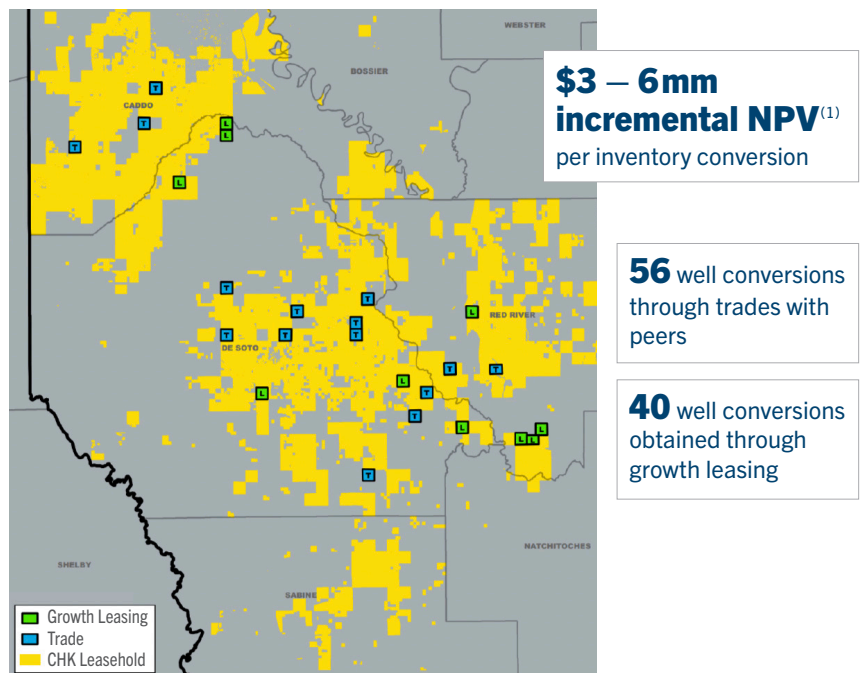 WEBSTER
BOSSIER
CADDO
T
T
T
L
L
L
$3 – 6mm
incremental NPV(1)
per inventory conversion
T
T
T
L
RED RIVER
T
T
T
T
T
DE SOTO
56 well conversions
through trades with
peers
T
T
L
L
T
T
L
L
L
L
T
40 well conversions
obtained through
growth leasing
NATCHITOCHES
SHELBY
SABINE
L Growth Leasing
T Trade
CHK Leasehold